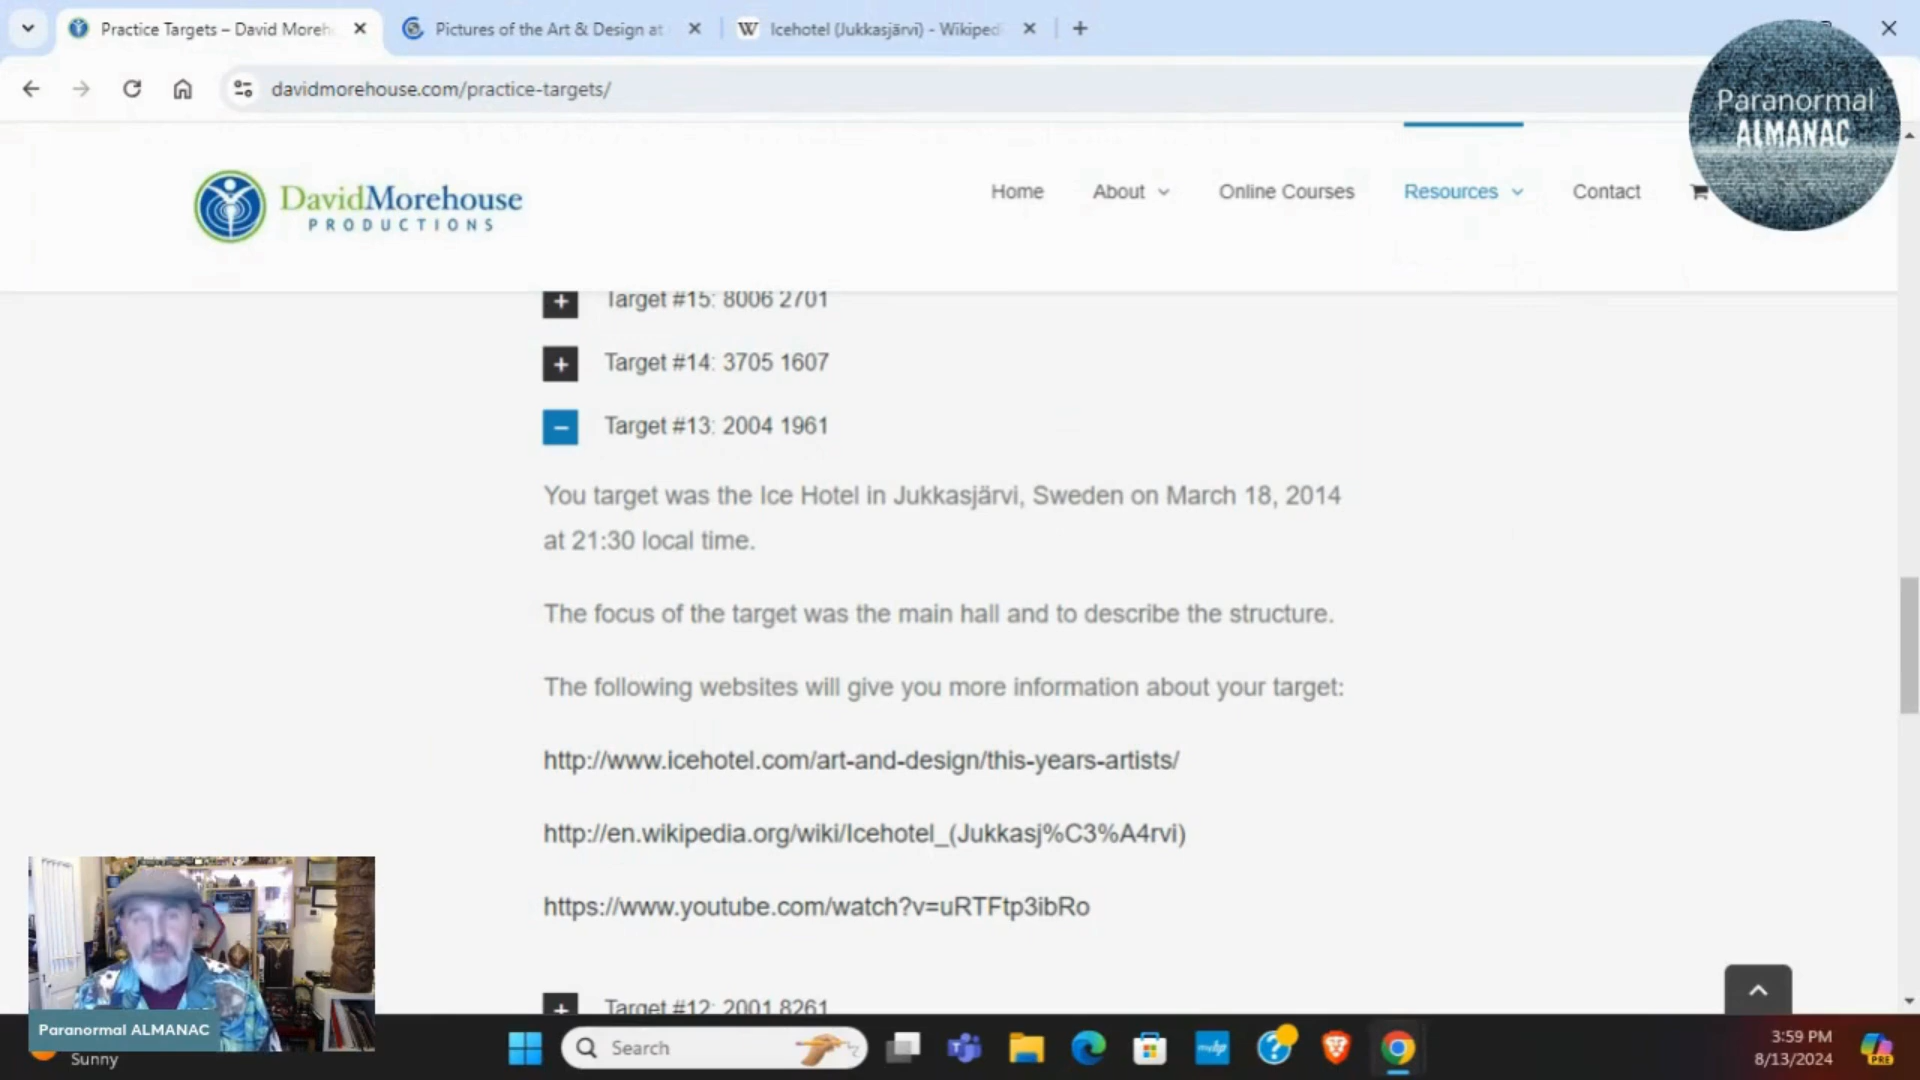 Practice Targets – David Moreh
Pictures of the Art & Design at
Icehotel (Jukkasjärvi) - Wikiped
davidmorehouse.com/practice-targets/
Paranormal
ALMANAC
DavidMorehouse
PRODUCTIONS
Home
About
Online Courses
Resources
Contact
Target #15: 8006 2701
Target #14: 3705 1607
Target #13: 2004 1961
You target was the Ice Hotel in Jukkasjärvi, Sweden on March 18, 2014
at 21:30 local time.
The focus of the target was the main hall and to describe the structure.
The following websites will give you more information about your target:
http://www.icehotel.com/art-and-design/this-years-artists/
http://en.wikipedia.org/wiki/Icehotel_(Jukkasj%C3%A4rvi)
https://www.youtube.com/watch?v=uRTFtp3ibRo
Target #12: 2001 8261
Paranormal ALMANAC
Sunny
Search
3:59 PM
8/13/2024
PRE